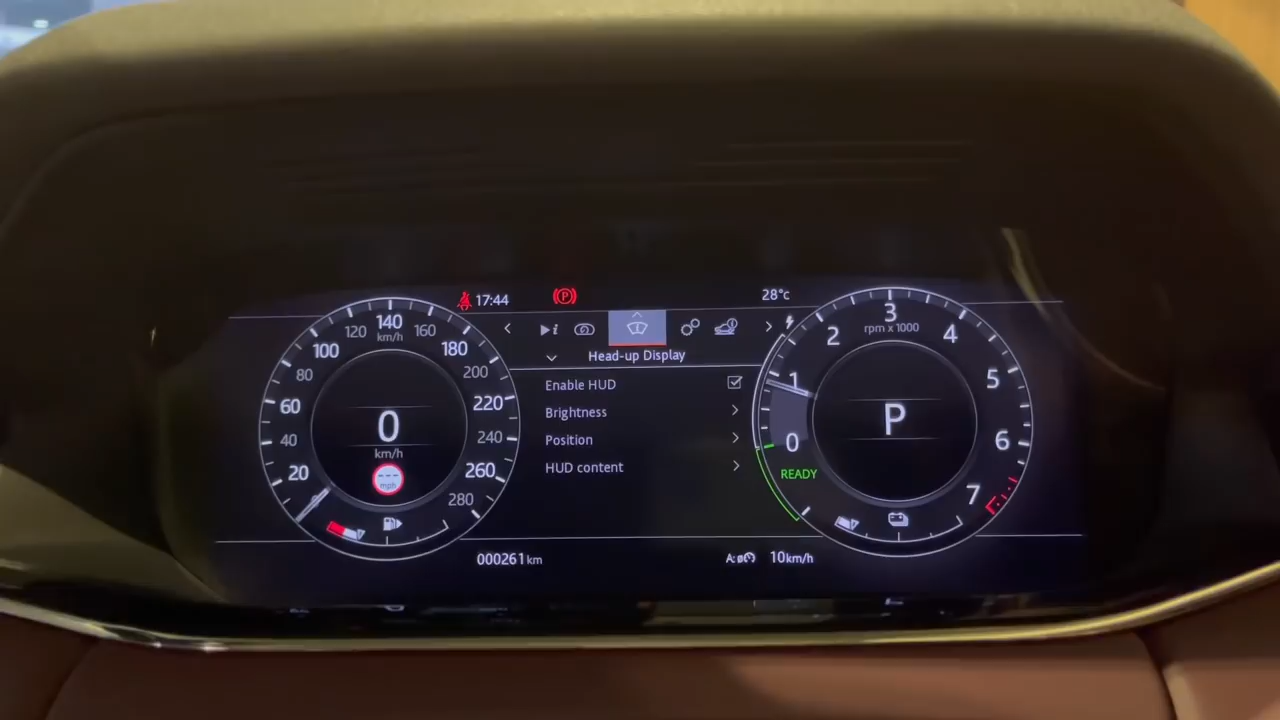 17:44
28°c
Head-up Display
Enable HUD
Brightness
Position
HUD content
20
40
60
80
100
120
140
km/h
160
180
200
220
240
260
280
0
km/h
---
mph
0
1
2
3
rpm x 1000
4
5
6
7
P
READY
000261 km
A:ø
10km/h